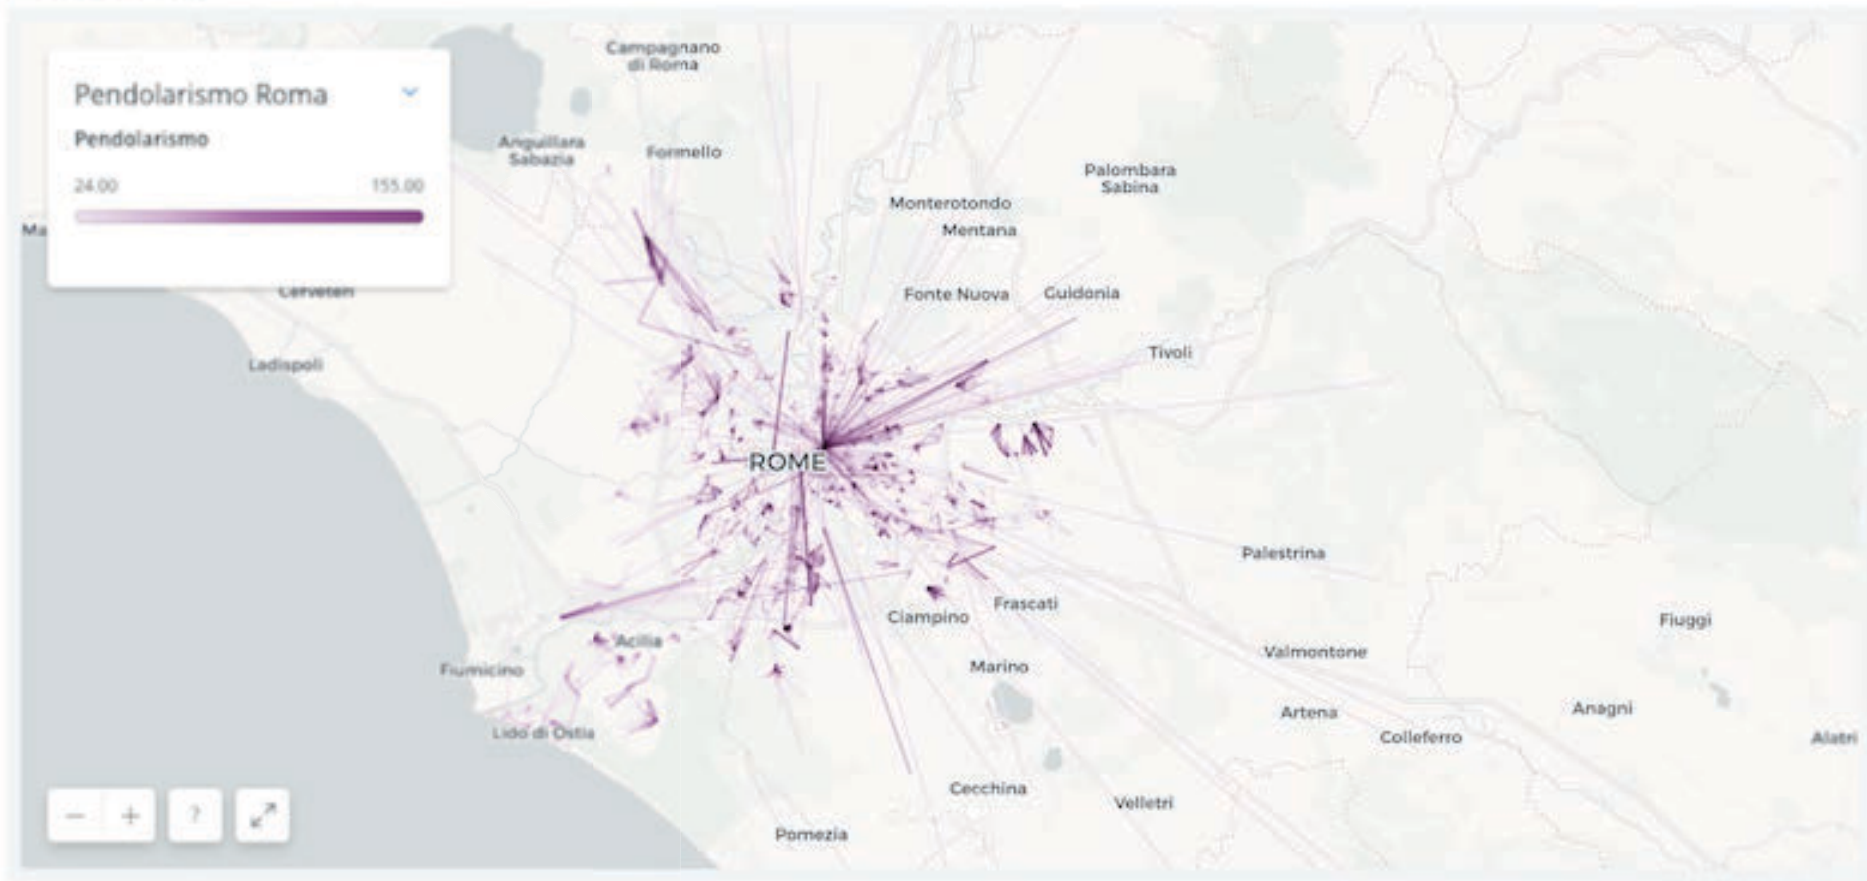 Pendolarismo Roma
Pendolarismo
24.00 155.00
Campagnano
di Roma
Anguillara
Sabazia
Formello
Palombara
Sabina
Monterotondo
Mentana
Ma
Cerveteri
Fonte Nuova
Guidonia
Ladispoli
Tivoli
ROME
Palestrina
Ciampino
Frascati
Fiuggi
Acilia
Fiumicino
Marino
Valmontone
Artena
Anagni
Lido di Ostia
Colleferro
Alatri
Cecchina
Velletri
Pomezia
− + ?